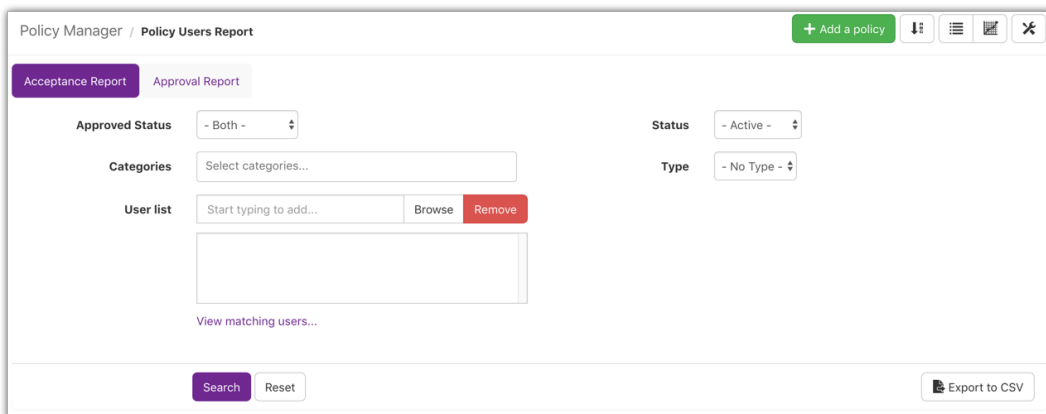 Policy Manager / Policy Users Report
+ Add a policy
Acceptance Report
Approval Report
Approved Status
- Both -
Status
- Active -
Categories
Select categories...
Type
- No Type -
User list
Start typing to add...
Browse
Remove
View matching users...
Search
Reset
Export to CSV